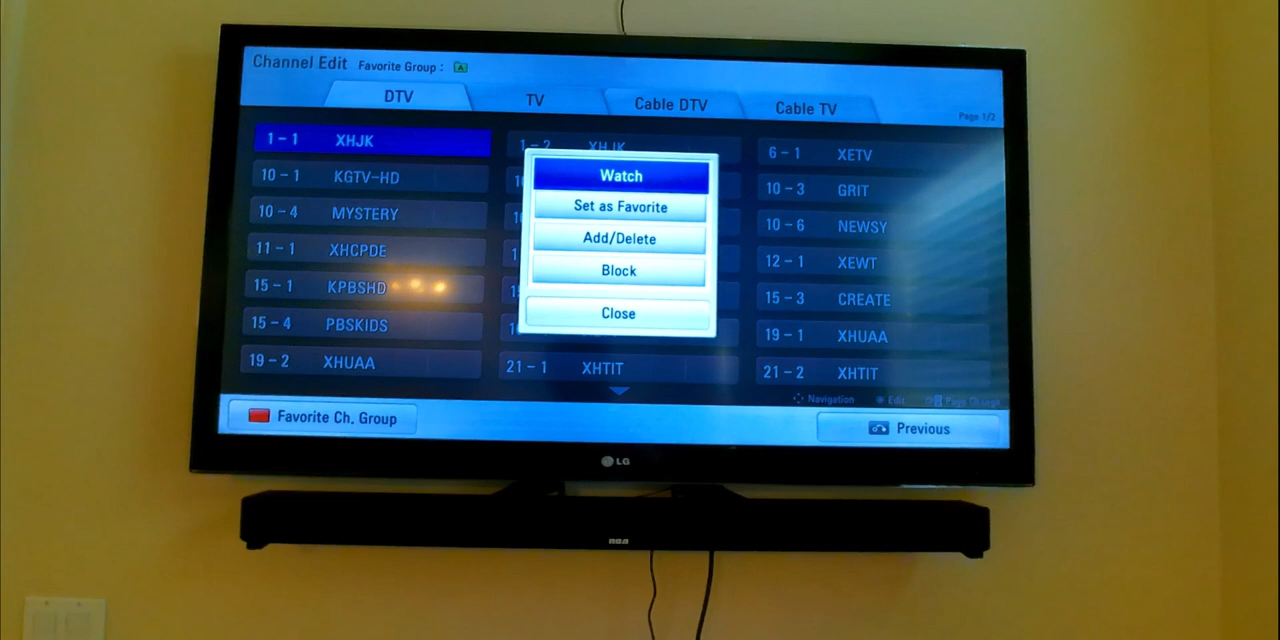 Channel Edit Favorite Group : A
DTV TV Cable DTV Cable TV
Page 1/2
1-1 XHJK
1-2 XHJK
6-1 XETV
10-1 KGTV-HD
10-3 GRIT
10-4 MYSTERY
10-6 NEWSY
11-1 XHCPDE
12-1 XEWT
15-1 KPBSHD
15-3 CREATE
15-4 PBSKIDS
19-1 XHUAA
19-2 XHUAA
21-1 XHTIT
21-2 XHTIT
Watch
Set as Favorite
Add/Delete
Block
Close
Navigation Edit Page Change
Favorite Ch. Group
Previous
LG
RCA